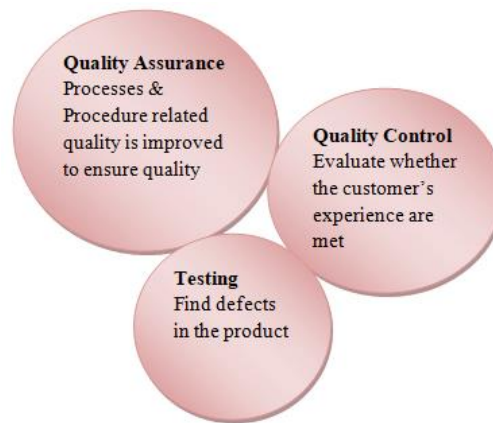 Quality Assurance
Processes &
Procedure related
quality is improved
to ensure quality
Quality Control
Evaluate whether
the customer’s
experience are
met
Testing
Find defects
in the product